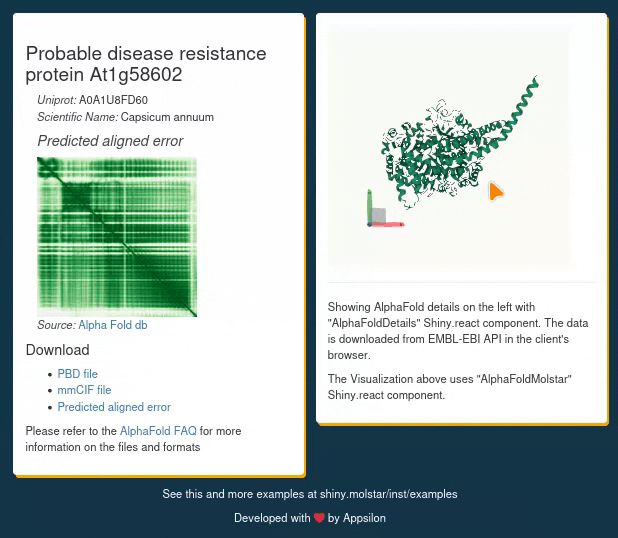 Probable disease resistance
protein At1g58602
Uniprot: A0A1U8FD60
Scientific Name: Capsicum annuum
Predicted aligned error
Source: Alpha Fold db
Download
PBD file
mmCIF file
Predicted aligned error
Please refer to the AlphaFold FAQ for more
information on the files and formats
Showing AlphaFold details on the left with
"AlphaFoldDetails" Shiny.react component. The data
is downloaded from EMBL-EBI API in the client's
browser.
The Visualization above uses "AlphaFoldMolstar"
Shiny.react component.
See this and more examples at shiny.molstar/inst/examples
Developed with ❤ by Appsilon